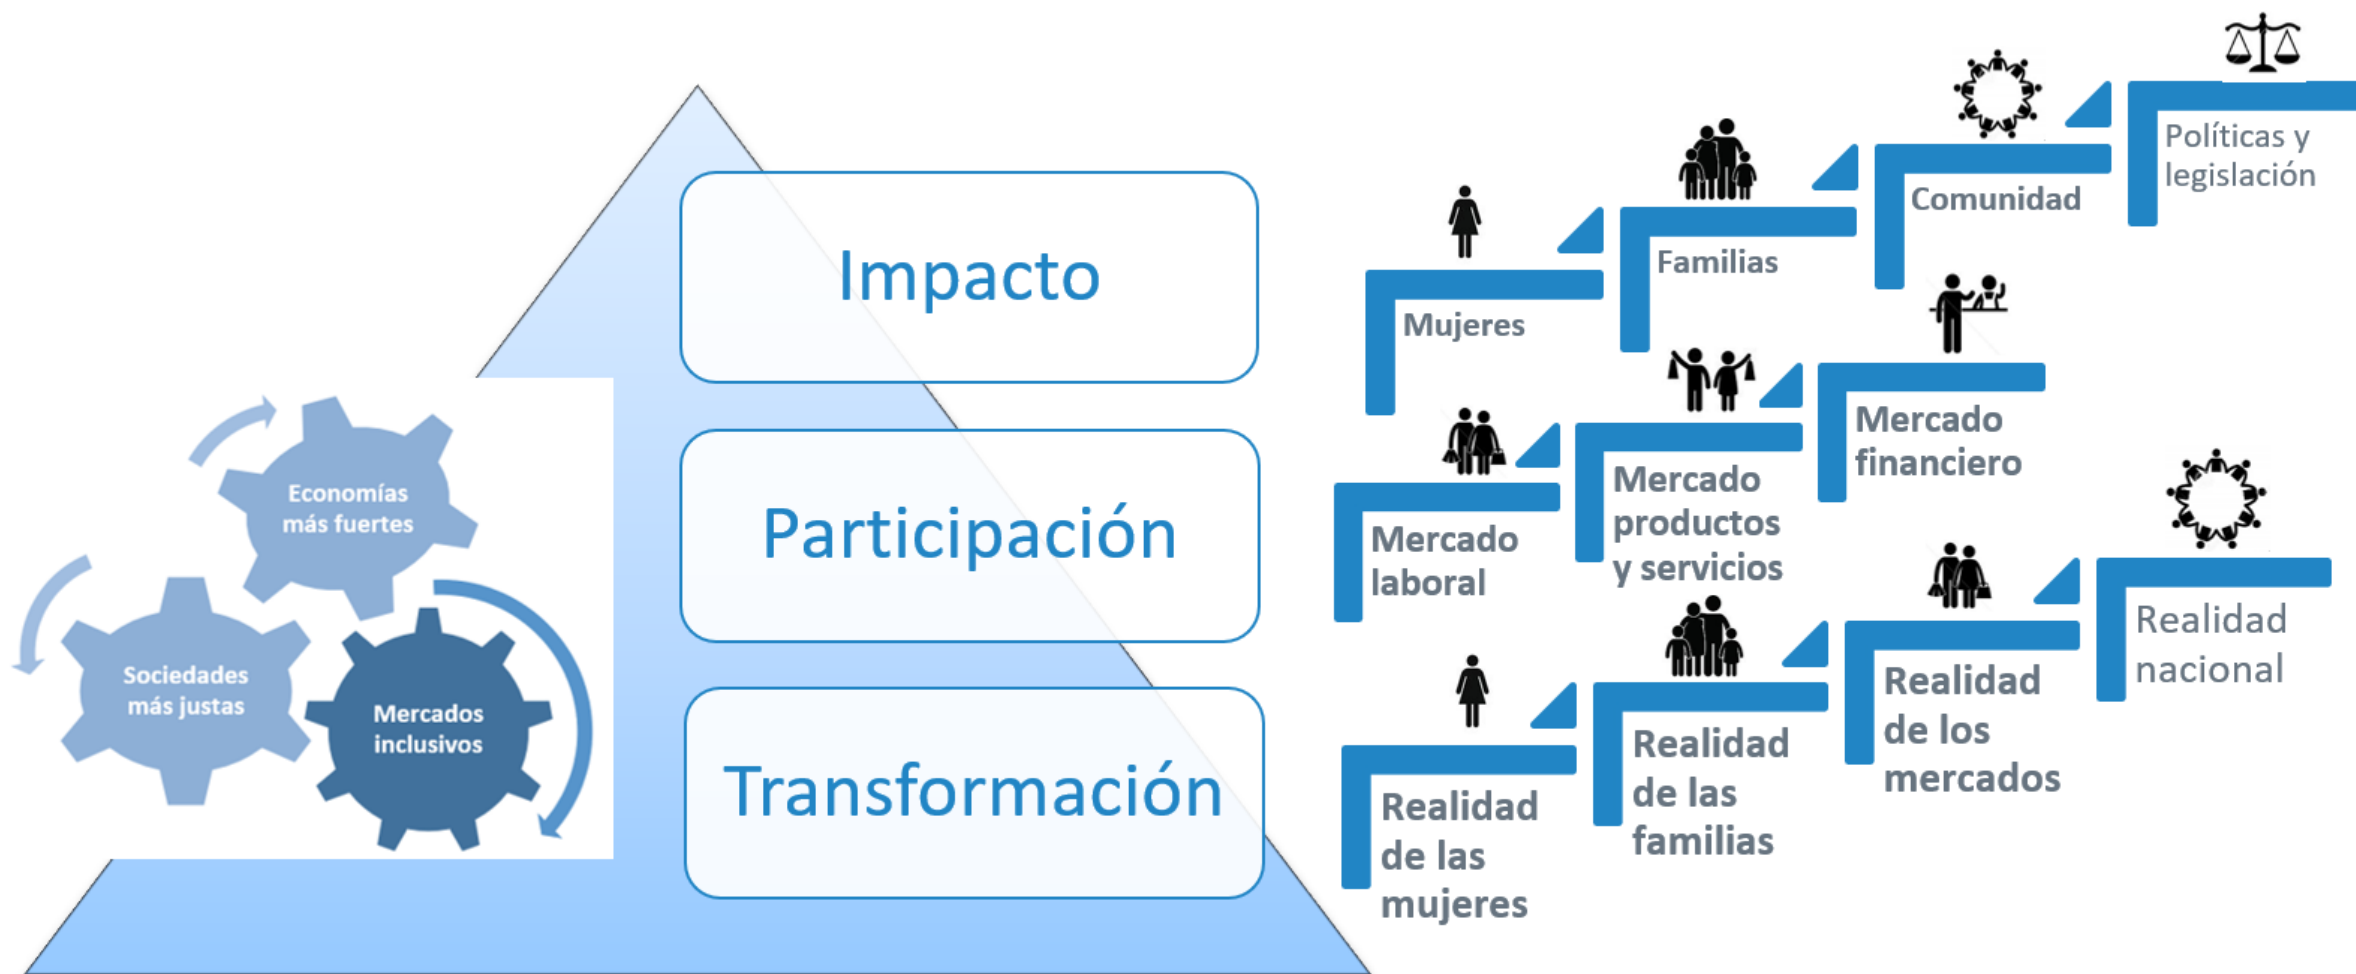 Impacto
Participación
Transformación
Economías
más fuertes
Sociedades
más justas
Mercados
inclusivos
Mujeres
Familias
Comunidad
Políticas y
legislación
Mercado
laboral
Mercado
productos
y servicios
Mercado
financiero
Realidad
de las
mujeres
Realidad
de las
familias
Realidad
de los
mercados
Realidad
nacional